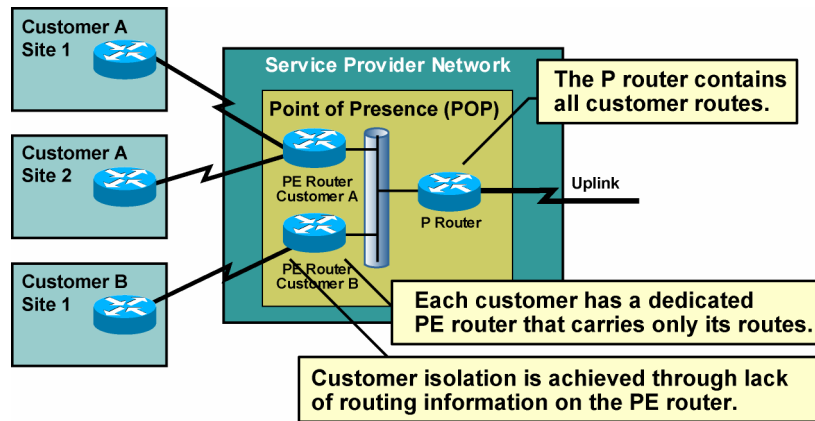 Customer A
Site 1
Service Provider Network
The P router contains
all customer routes.
Point of Presence (POP)
Customer A
Site 2
PE Router
Customer A
P Router
Uplink
Customer B
Site 1
PE Router
Customer B
Each customer has a dedicated
PE router that carries only its routes.
Customer isolation is achieved through lack
of routing information on the PE router.